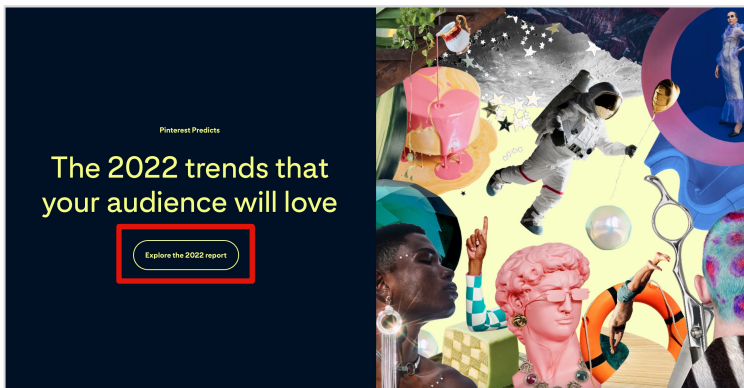 Pinterest Predicts
The 2022 trends that
your audience will love
Explore the 2022 report